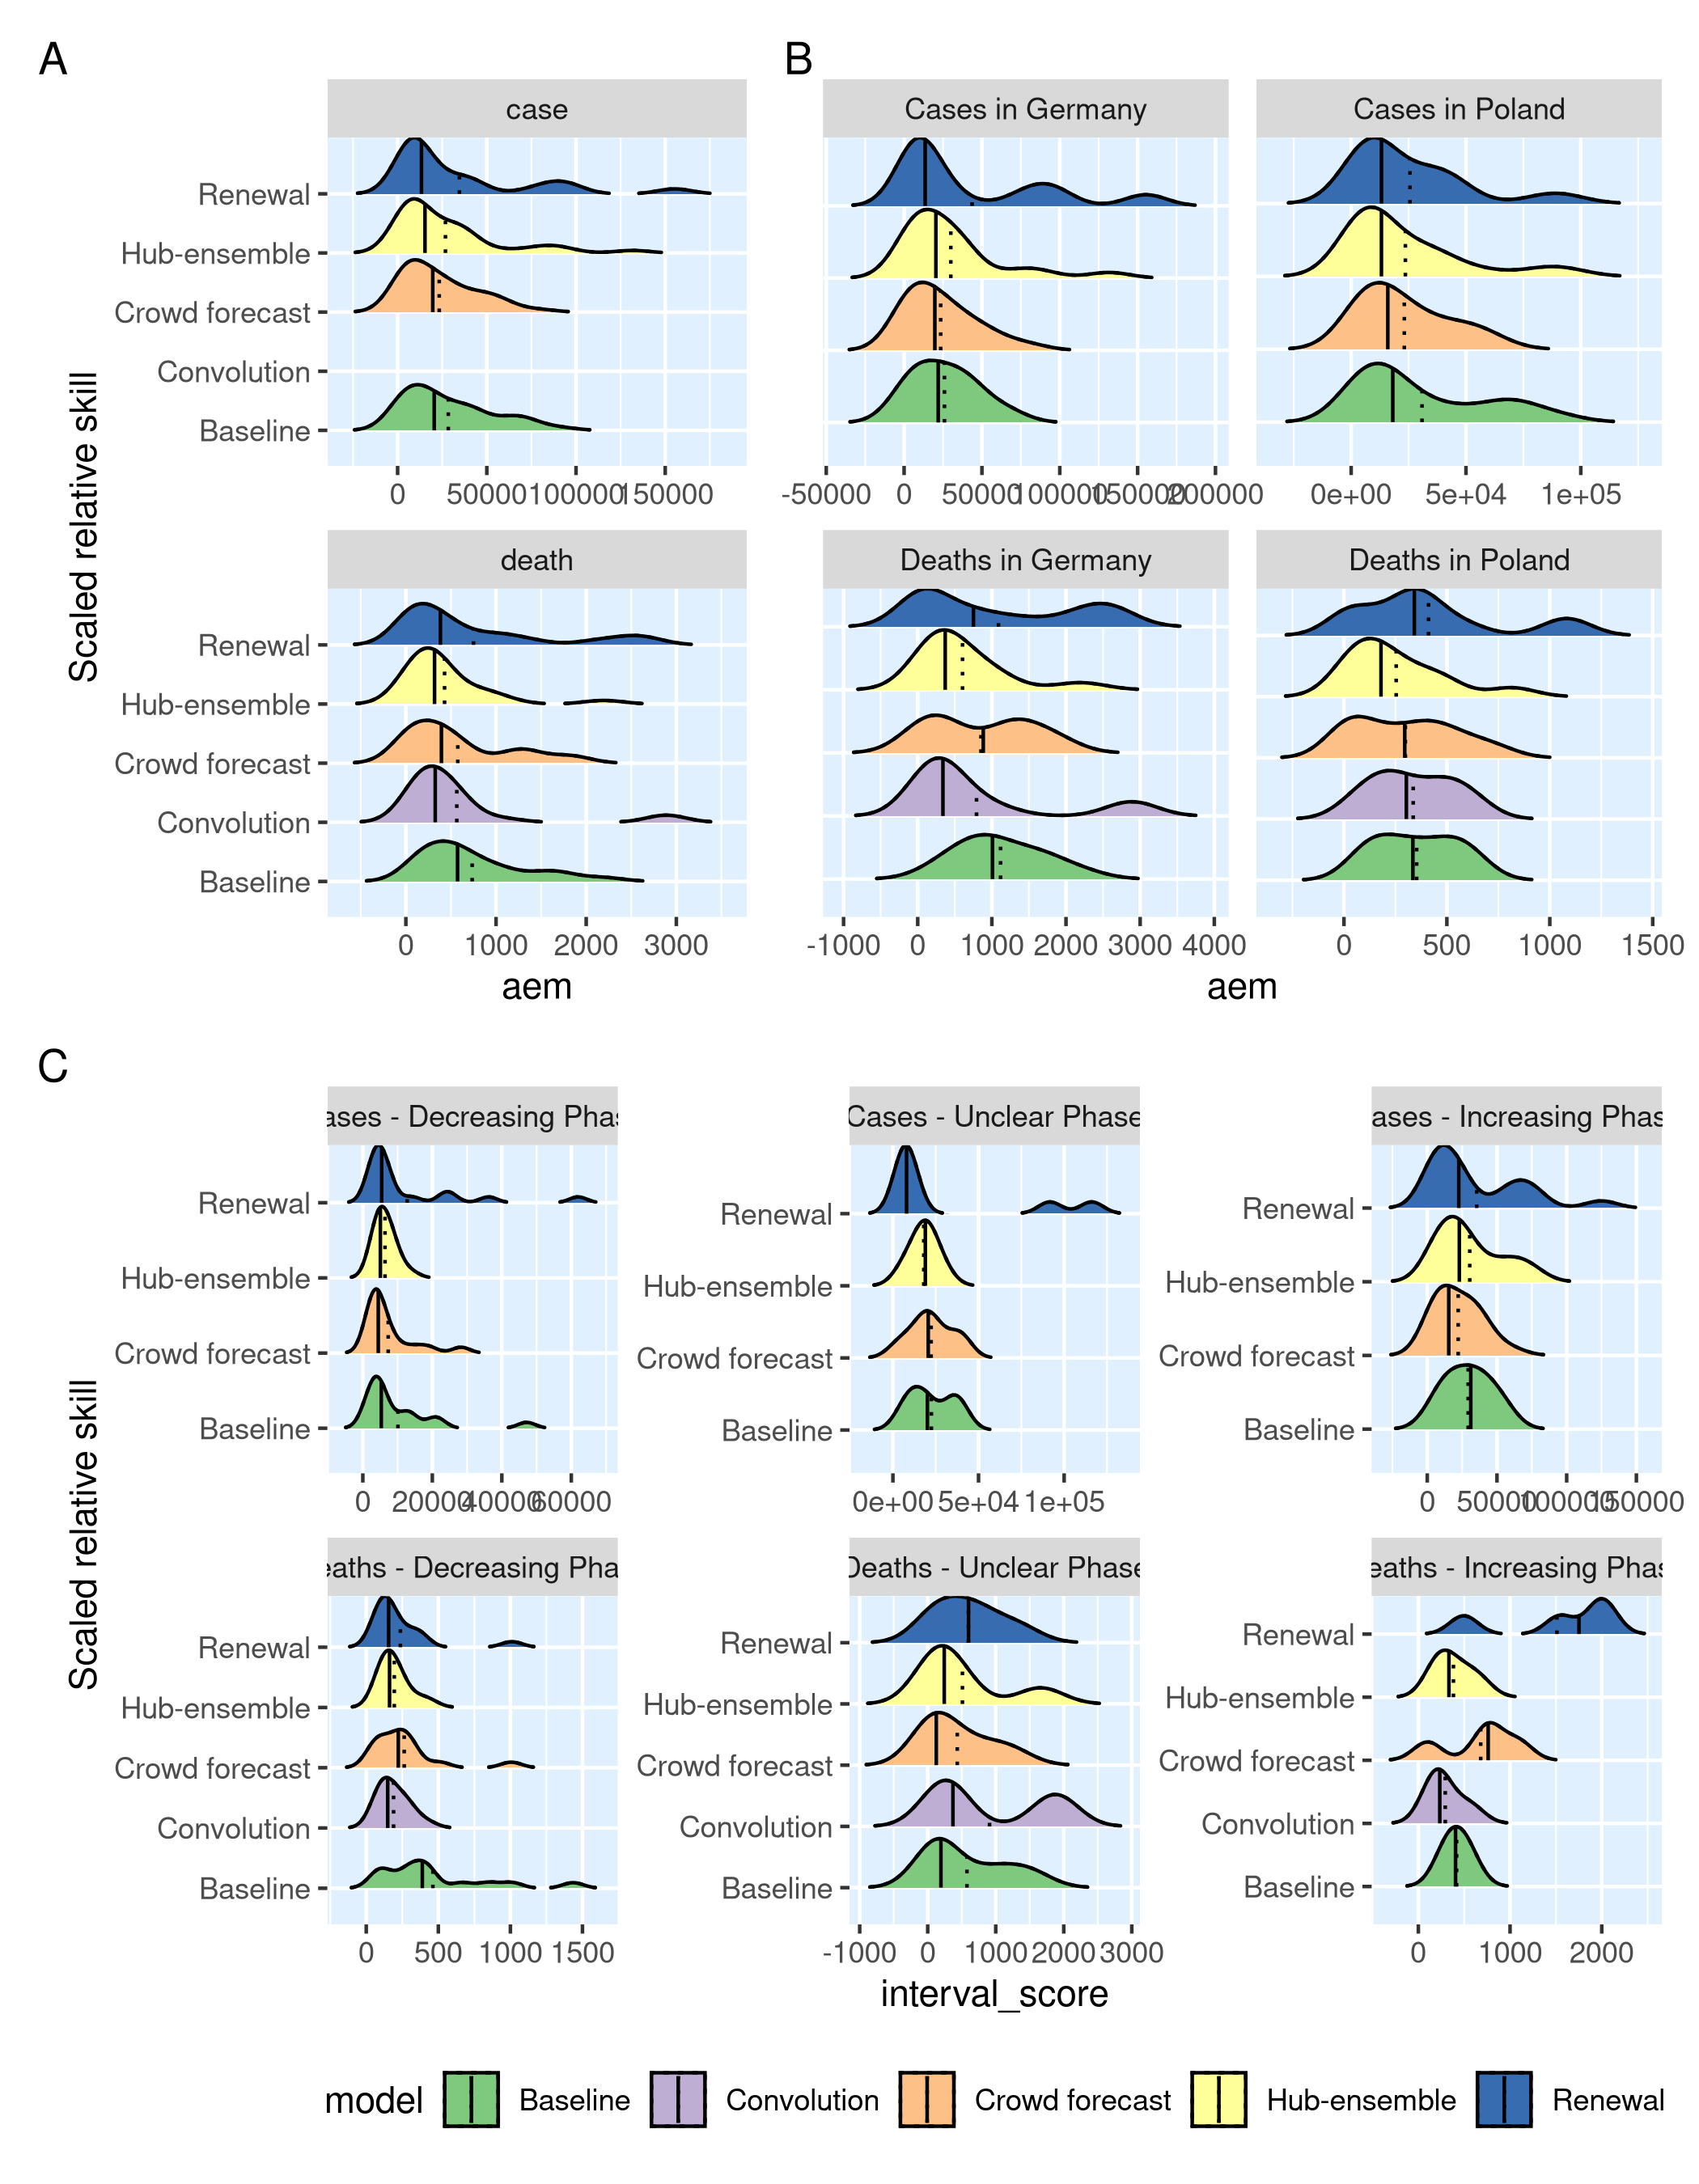 A
B
case
Cases in Germany
Cases in Poland
Renewal
Hub-ensemble
Crowd forecast
Convolution
Baseline
0 50000 100000 150000
-50000 0 50000 100000 150000 200000
0e+00 5e+04 1e+05
Scaled relative skill
death
Deaths in Germany
Deaths in Poland
Renewal
Hub-ensemble
Crowd forecast
Convolution
Baseline
0 1000 2000 3000
-1000 0 1000 2000 3000 4000
0 500 1000 1500
aem
aem
C
ases - Decreasing Phas
Cases - Unclear Phase
ases - Increasing Phas
Renewal
Hub-ensemble
Crowd forecast
Baseline
Renewal
Hub-ensemble
Crowd forecast
Baseline
Renewal
Hub-ensemble
Crowd forecast
Baseline
0 20000 40000 60000
0e+00 5e+04 1e+05
0 50000 100000 150000
Scaled relative skill
eaths - Decreasing Pha
Deaths - Unclear Phase
eaths - Increasing Phas
Renewal
Hub-ensemble
Crowd forecast
Convolution
Baseline
Renewal
Hub-ensemble
Crowd forecast
Convolution
Baseline
Renewal
Hub-ensemble
Crowd forecast
Convolution
Baseline
0 500 1000 1500
-1000 0 1000 2000 3000
0 1000 2000
interval_score
model Baseline Convolution Crowd forecast Hub-ensemble Renewal